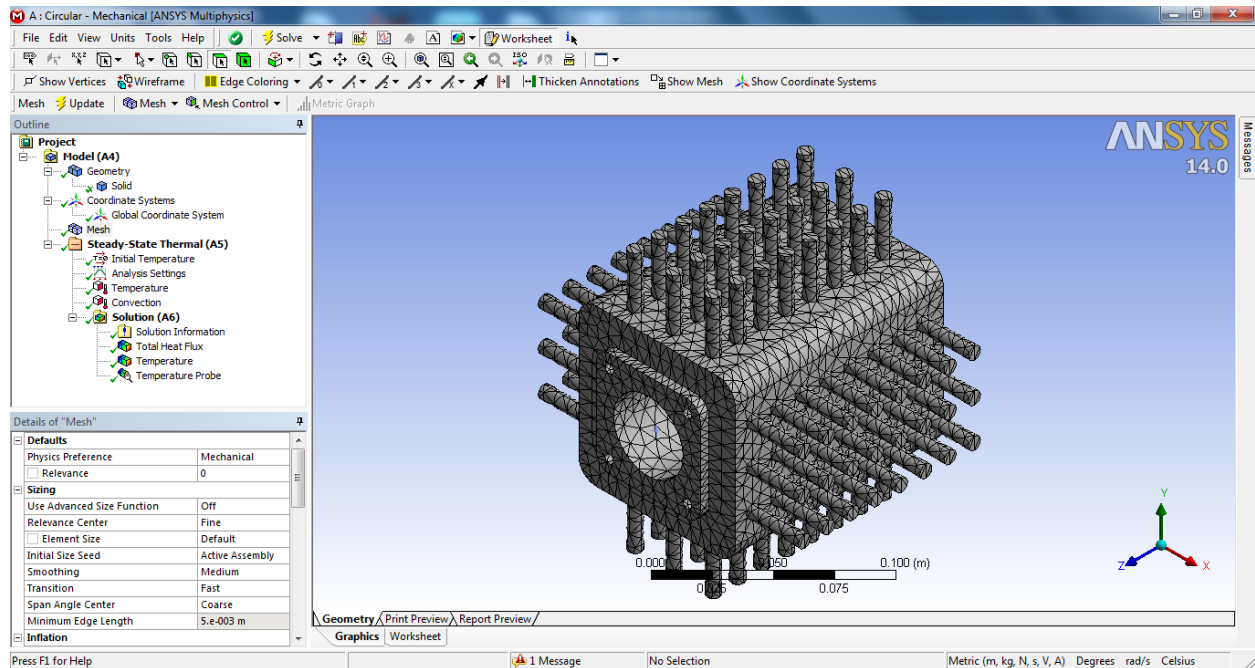 A : Circular - Mechanical [ANSYS Multiphysics]
File Edit View Units Tools Help Solve Worksheet
Show Vertices Wireframe Edge Coloring Thicken Annotations Show Mesh Show Coordinate Systems
Mesh Update Mesh Mesh Control Metric Graph
Outline
Project
Model (A4)
Geometry
Solid
Coordinate Systems
Global Coordinate System
Mesh
Steady-State Thermal (A5)
Initial Temperature
Analysis Settings
Temperature
Convection
Solution (A6)
Solution Information
Total Heat Flux
Temperature
Temperature Probe
Details of "Mesh"
Defaults
Physics Preference Mechanical
Relevance 0
Sizing
Use Advanced Size Function Off
Relevance Center Fine
Element Size Default
Initial Size Seed Active Assembly
Smoothing Medium
Transition Fast
Span Angle Center Coarse
Minimum Edge Length 5.e-003 m
Inflation
ANSYS
14.0
Messages
Y
Z X
0.000 0.100 (m)
0.075
Geometry Print Preview Report Preview
Graphics Worksheet
Press F1 for Help 1 Message No Selection Metric (m, kg, N, s, V, A) Degrees rad/s Celsius